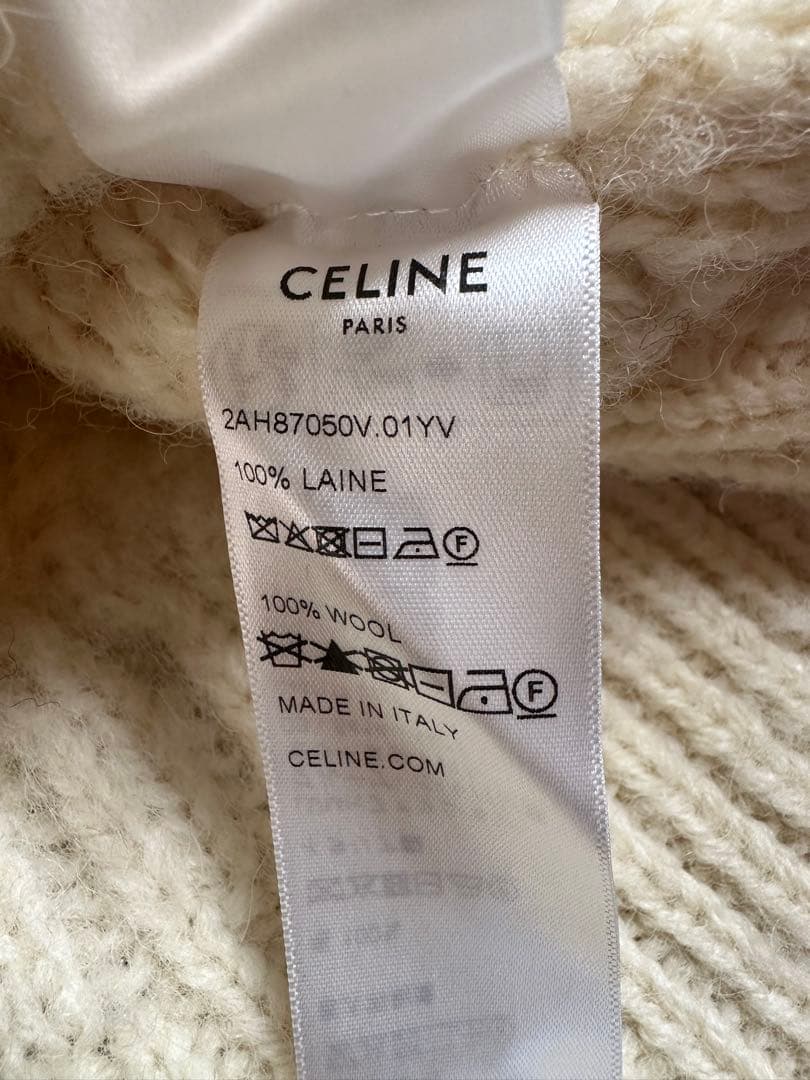 CELINE
PARIS
2AH87050V.01YV
100% LAINE
F
100% WOOL
F
MADE IN ITALY
CELINE.COM